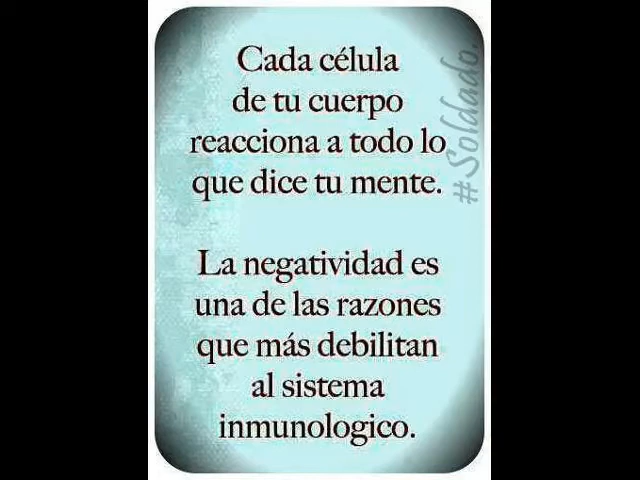 Cada célula
de tu cuerpo
reacciona a todo lo
que dice tu mente.
La negatividad es
una de las razones
que más debilitan
al sistema
inmunologico.
#Soldado.